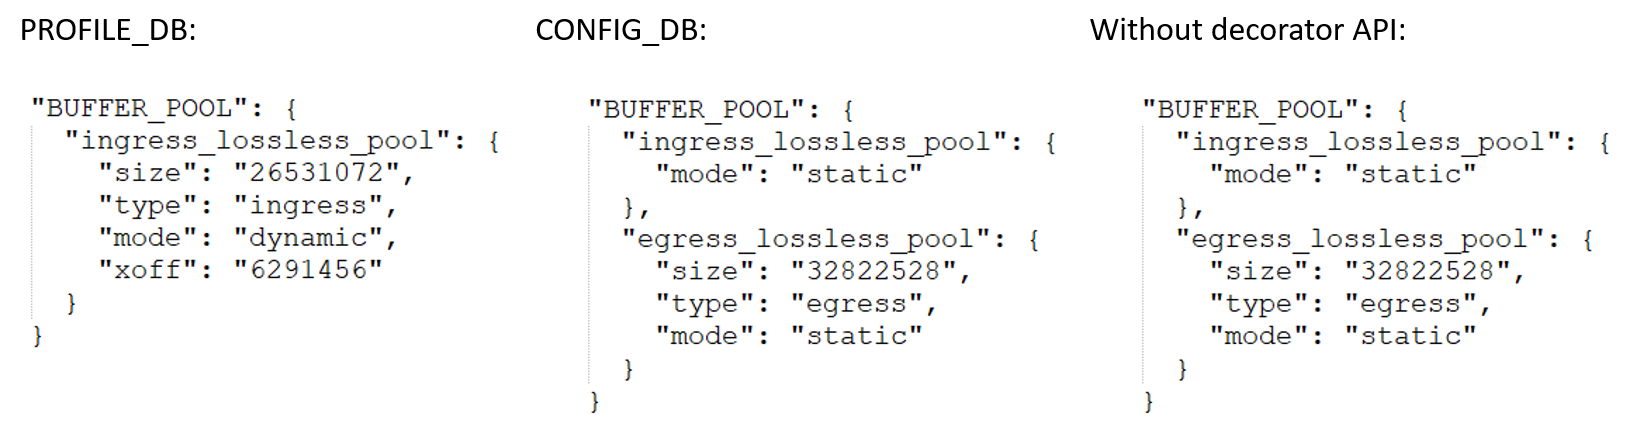 PROFILE_DB:
"BUFFER_POOL": {
  "ingress_lossless_pool": {
    "size": "26531072",
    "type": "ingress",
    "mode": "dynamic",
    "xoff": "6291456"
  }
}
CONFIG_DB:
"BUFFER_POOL": {
  "ingress_lossless_pool": {
    "mode": "static"
  },
  "egress_lossless_pool": {
    "size": "32822528",
    "type": "egress",
    "mode": "static"
  }
}
Without decorator API:
"BUFFER_POOL": {
  "ingress_lossless_pool": {
    "mode": "static"
  },
  "egress_lossless_pool": {
    "size": "32822528",
    "type": "egress",
    "mode": "static"
  }
}